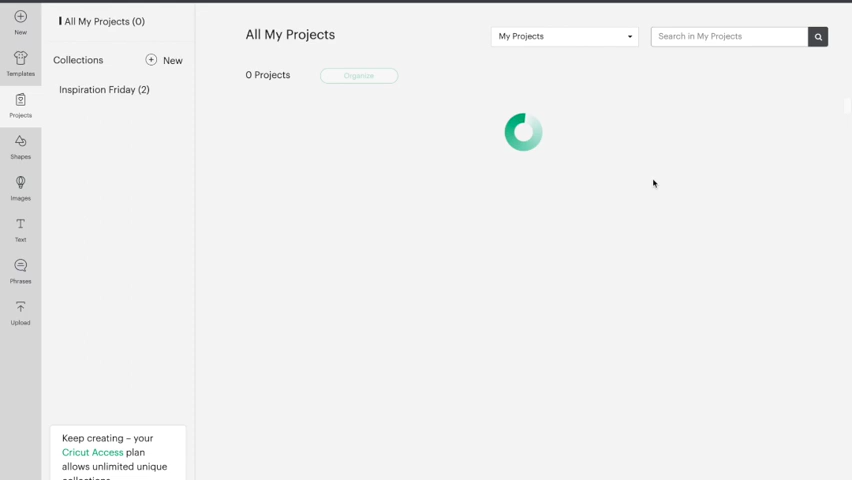 New
Templates
Projects
Shapes
Images
Text
Phrases
Upload
All My Projects (0)
Collections
New
Inspiration Friday (2)
Keep creating – your
Cricut Access plan
allows unlimited unique
collections
All My Projects
My Projects
Search in My Projects
0 Projects
Organize